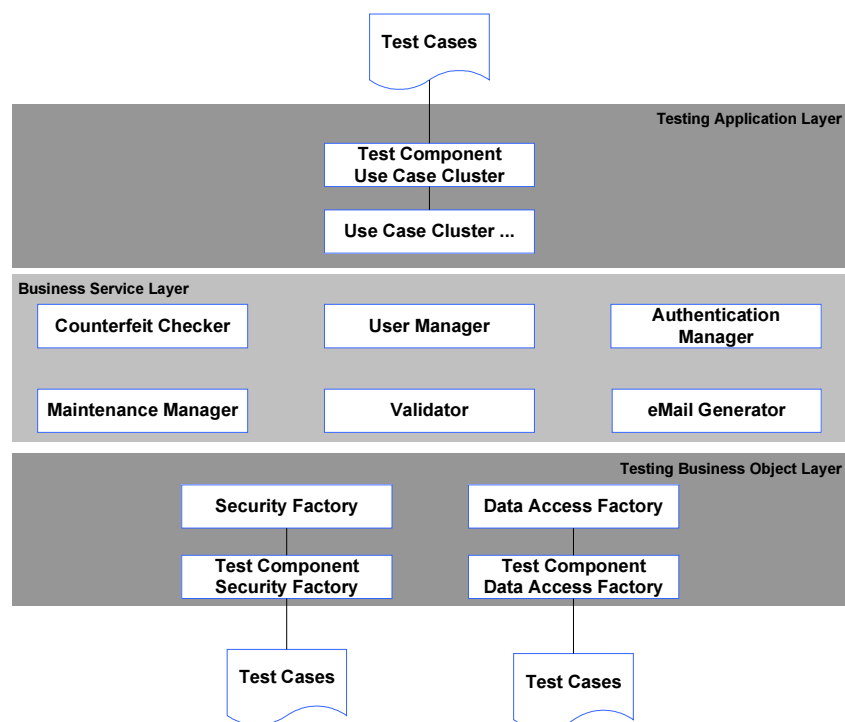 Test Cases
Testing Application Layer
Test Component
Use Case Cluster
Use Case Cluster ...
Business Service Layer
Counterfeit Checker
User Manager
Authentication
Manager
Maintenance Manager
Validator
eMail Generator
Testing Business Object Layer
Security Factory
Data Access Factory
Test Component
Security Factory
Test Component
Data Access Factory
Test Cases
Test Cases